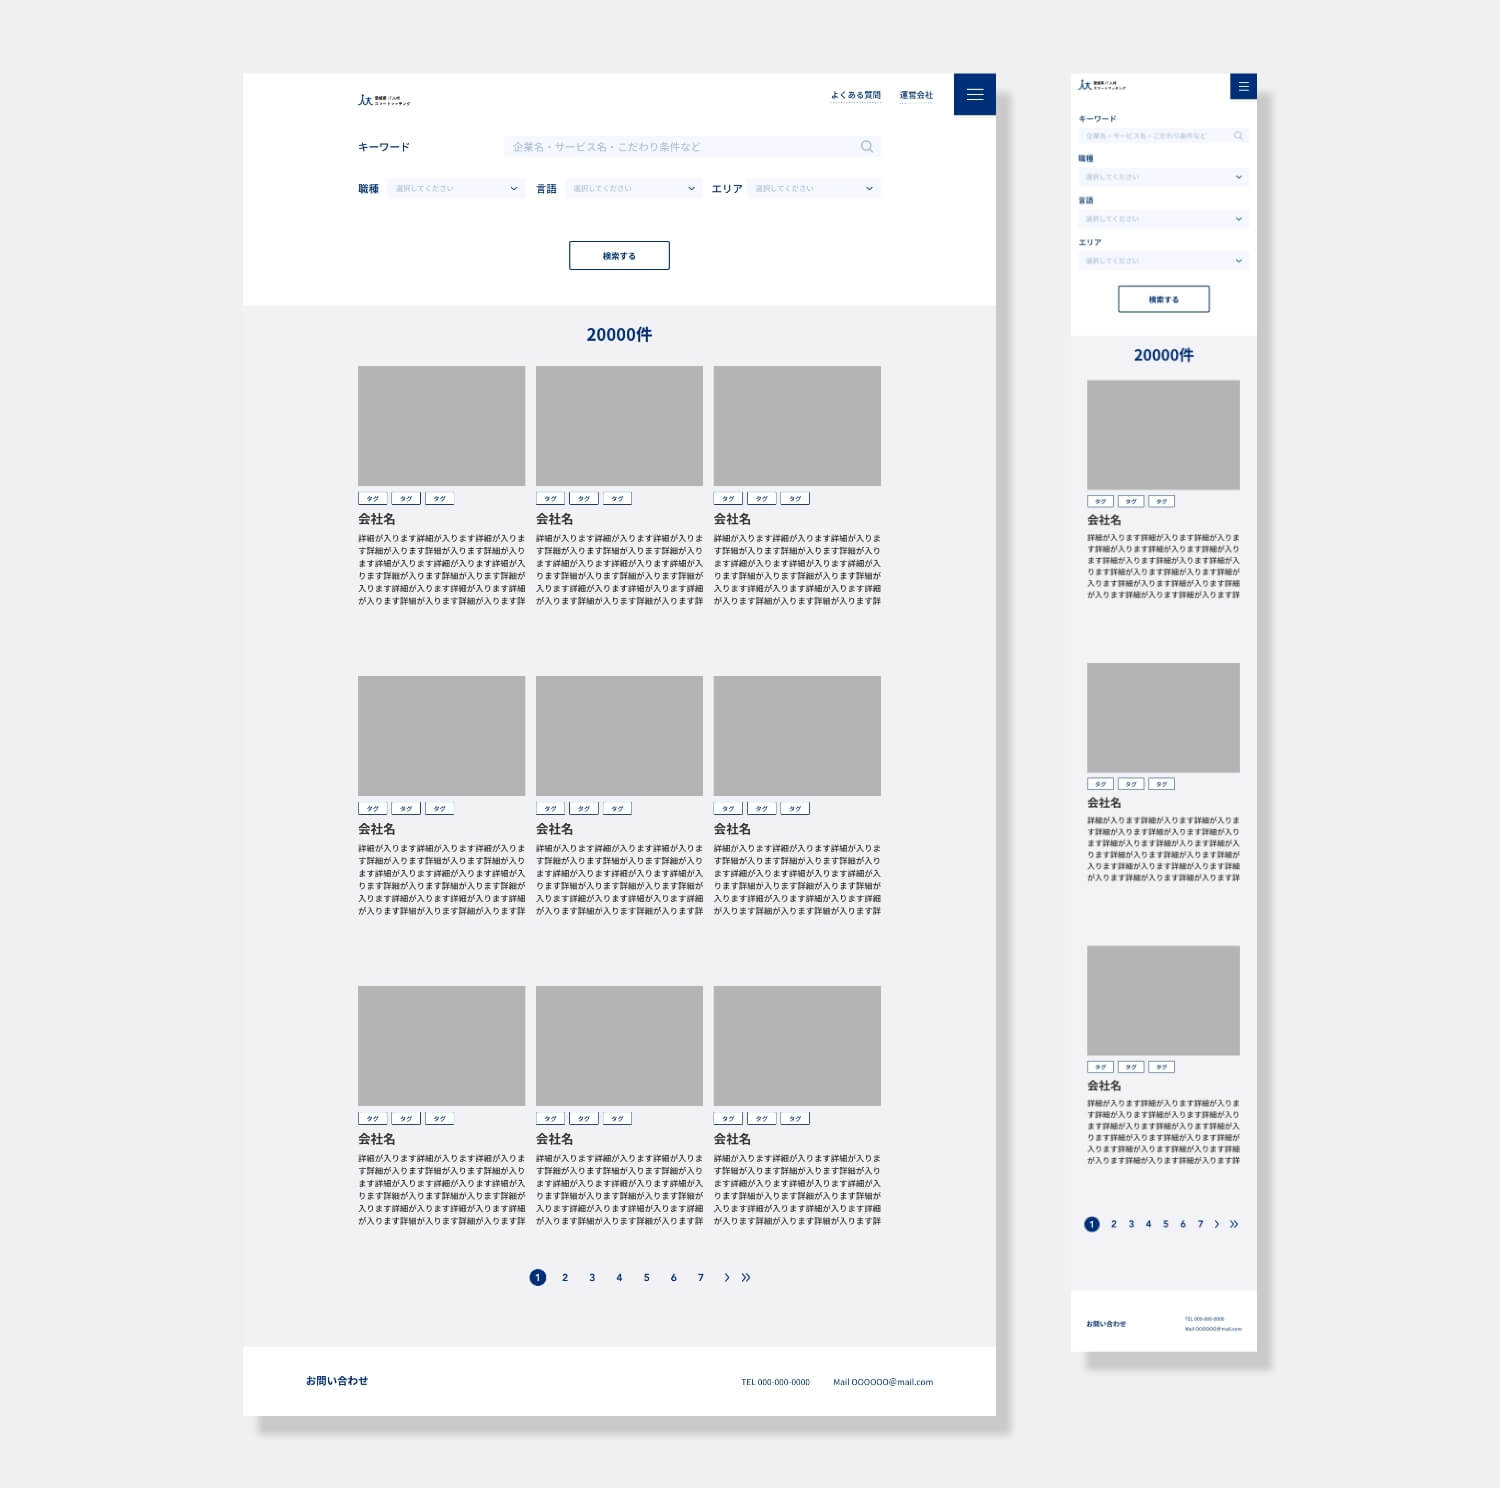 愛媛県 IT人材
スマートマッチング
よくある質問
運営会社
キーワード
企業名・サービス名・こだわり条件など
職種
選択してください
言語
選択してください
エリア
選択してください
検索する
20000件
タグ タグ タグ
会社名
詳細が入ります詳細が入ります詳細が入りま
す詳細が入ります詳細が入ります詳細が入り
ます詳細が入ります詳細が入ります詳細が入
ります詳細が入ります詳細が入ります詳細が
入ります詳細が入ります詳細が入ります詳細
が入ります詳細が入ります詳細が入ります詳
タグ タグ タグ
会社名
詳細が入ります詳細が入ります詳細が入りま
す詳細が入ります詳細が入ります詳細が入り
ます詳細が入ります詳細が入ります詳細が入
ります詳細が入ります詳細が入ります詳細が
入ります詳細が入ります詳細が入ります詳細
が入ります詳細が入ります詳細が入ります詳
タグ タグ タグ
会社名
詳細が入ります詳細が入ります詳細が入りま
す詳細が入ります詳細が入ります詳細が入り
ます詳細が入ります詳細が入ります詳細が入
ります詳細が入ります詳細が入ります詳細が
入ります詳細が入ります詳細が入ります詳細
が入ります詳細が入ります詳細が入ります詳
タグ タグ タグ
会社名
詳細が入ります詳細が入ります詳細が入りま
す詳細が入ります詳細が入ります詳細が入り
ます詳細が入ります詳細が入ります詳細が入
ります詳細が入ります詳細が入ります詳細が
入ります詳細が入ります詳細が入ります詳細
が入ります詳細が入ります詳細が入ります詳
タグ タグ タグ
会社名
詳細が入ります詳細が入ります詳細が入りま
す詳細が入ります詳細が入ります詳細が入り
ます詳細が入ります詳細が入ります詳細が入
ります詳細が入ります詳細が入ります詳細が
入ります詳細が入ります詳細が入ります詳細
が入ります詳細が入ります詳細が入ります詳
タグ タグ タグ
会社名
詳細が入ります詳細が入ります詳細が入りま
す詳細が入ります詳細が入ります詳細が入り
ます詳細が入ります詳細が入ります詳細が入
ります詳細が入ります詳細が入ります詳細が
入ります詳細が入ります詳細が入ります詳細
が入ります詳細が入ります詳細が入ります詳
タグ タグ タグ
会社名
詳細が入ります詳細が入ります詳細が入りま
す詳細が入ります詳細が入ります詳細が入り
ます詳細が入ります詳細が入ります詳細が入
ります詳細が入ります詳細が入ります詳細が
入ります詳細が入ります詳細が入ります詳細
が入ります詳細が入ります詳細が入ります詳
タグ タグ タグ
会社名
詳細が入ります詳細が入ります詳細が入りま
す詳細が入ります詳細が入ります詳細が入り
ます詳細が入ります詳細が入ります詳細が入
ります詳細が入ります詳細が入ります詳細が
入ります詳細が入ります詳細が入ります詳細
が入ります詳細が入ります詳細が入ります詳
タグ タグ タグ
会社名
詳細が入ります詳細が入ります詳細が入りま
す詳細が入ります詳細が入ります詳細が入り
ます詳細が入ります詳細が入ります詳細が入
ります詳細が入ります詳細が入ります詳細が
入ります詳細が入ります詳細が入ります詳細
が入ります詳細が入ります詳細が入ります詳
1 2 3 4 5 6 7
お問い合わせ
TEL 000-000-0000
Mail OOOOOO@mail.com
愛媛県 IT人材
スマートマッチング
キーワード
企業名・サービス名・こだわり条件など
職種
選択してください
言語
選択してください
エリア
選択してください
検索する
20000件
タグ タグ タグ
会社名
詳細が入ります詳細が入ります詳細が入りま
す詳細が入ります詳細が入ります詳細が入り
ます詳細が入ります詳細が入ります詳細が入
ります詳細が入ります詳細が入ります詳細が
入ります詳細が入ります詳細が入ります詳細
が入ります詳細が入ります詳細が入ります詳
タグ タグ タグ
会社名
詳細が入ります詳細が入ります詳細が入りま
す詳細が入ります詳細が入ります詳細が入り
ます詳細が入ります詳細が入ります詳細が入
ります詳細が入ります詳細が入ります詳細が
入ります詳細が入ります詳細が入ります詳細
が入ります詳細が入ります詳細が入ります詳
タグ タグ タグ
会社名
詳細が入ります詳細が入ります詳細が入りま
す詳細が入ります詳細が入ります詳細が入り
ます詳細が入ります詳細が入ります詳細が入
ります詳細が入ります詳細が入ります詳細が
入ります詳細が入ります詳細が入ります詳細
が入ります詳細が入ります詳細が入ります詳
1 2 3 4 5 6 7
お問い合わせ
TEL 000-000-0000
Mail OOOOOO@mail.com